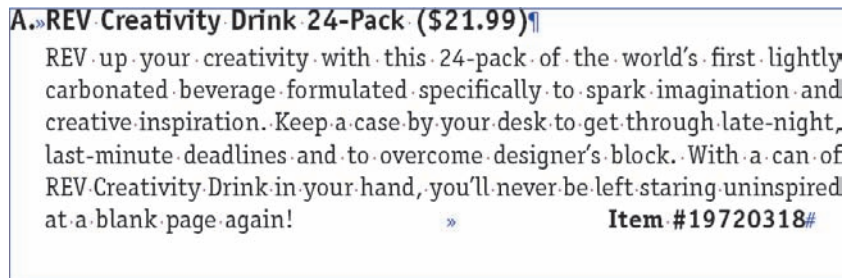 A. REV Creativity Drink 24-Pack ($21.99)
REV up your creativity with this 24-pack of the world's first lightly
carbonated beverage formulated specifically to spark imagination and
creative inspiration. Keep a case by your desk to get through late-night,
last-minute deadlines and to overcome designer's block. With a can of
REV Creativity Drink in your hand, you'll never be left staring uninspired
at a blank page again! Item #19720318